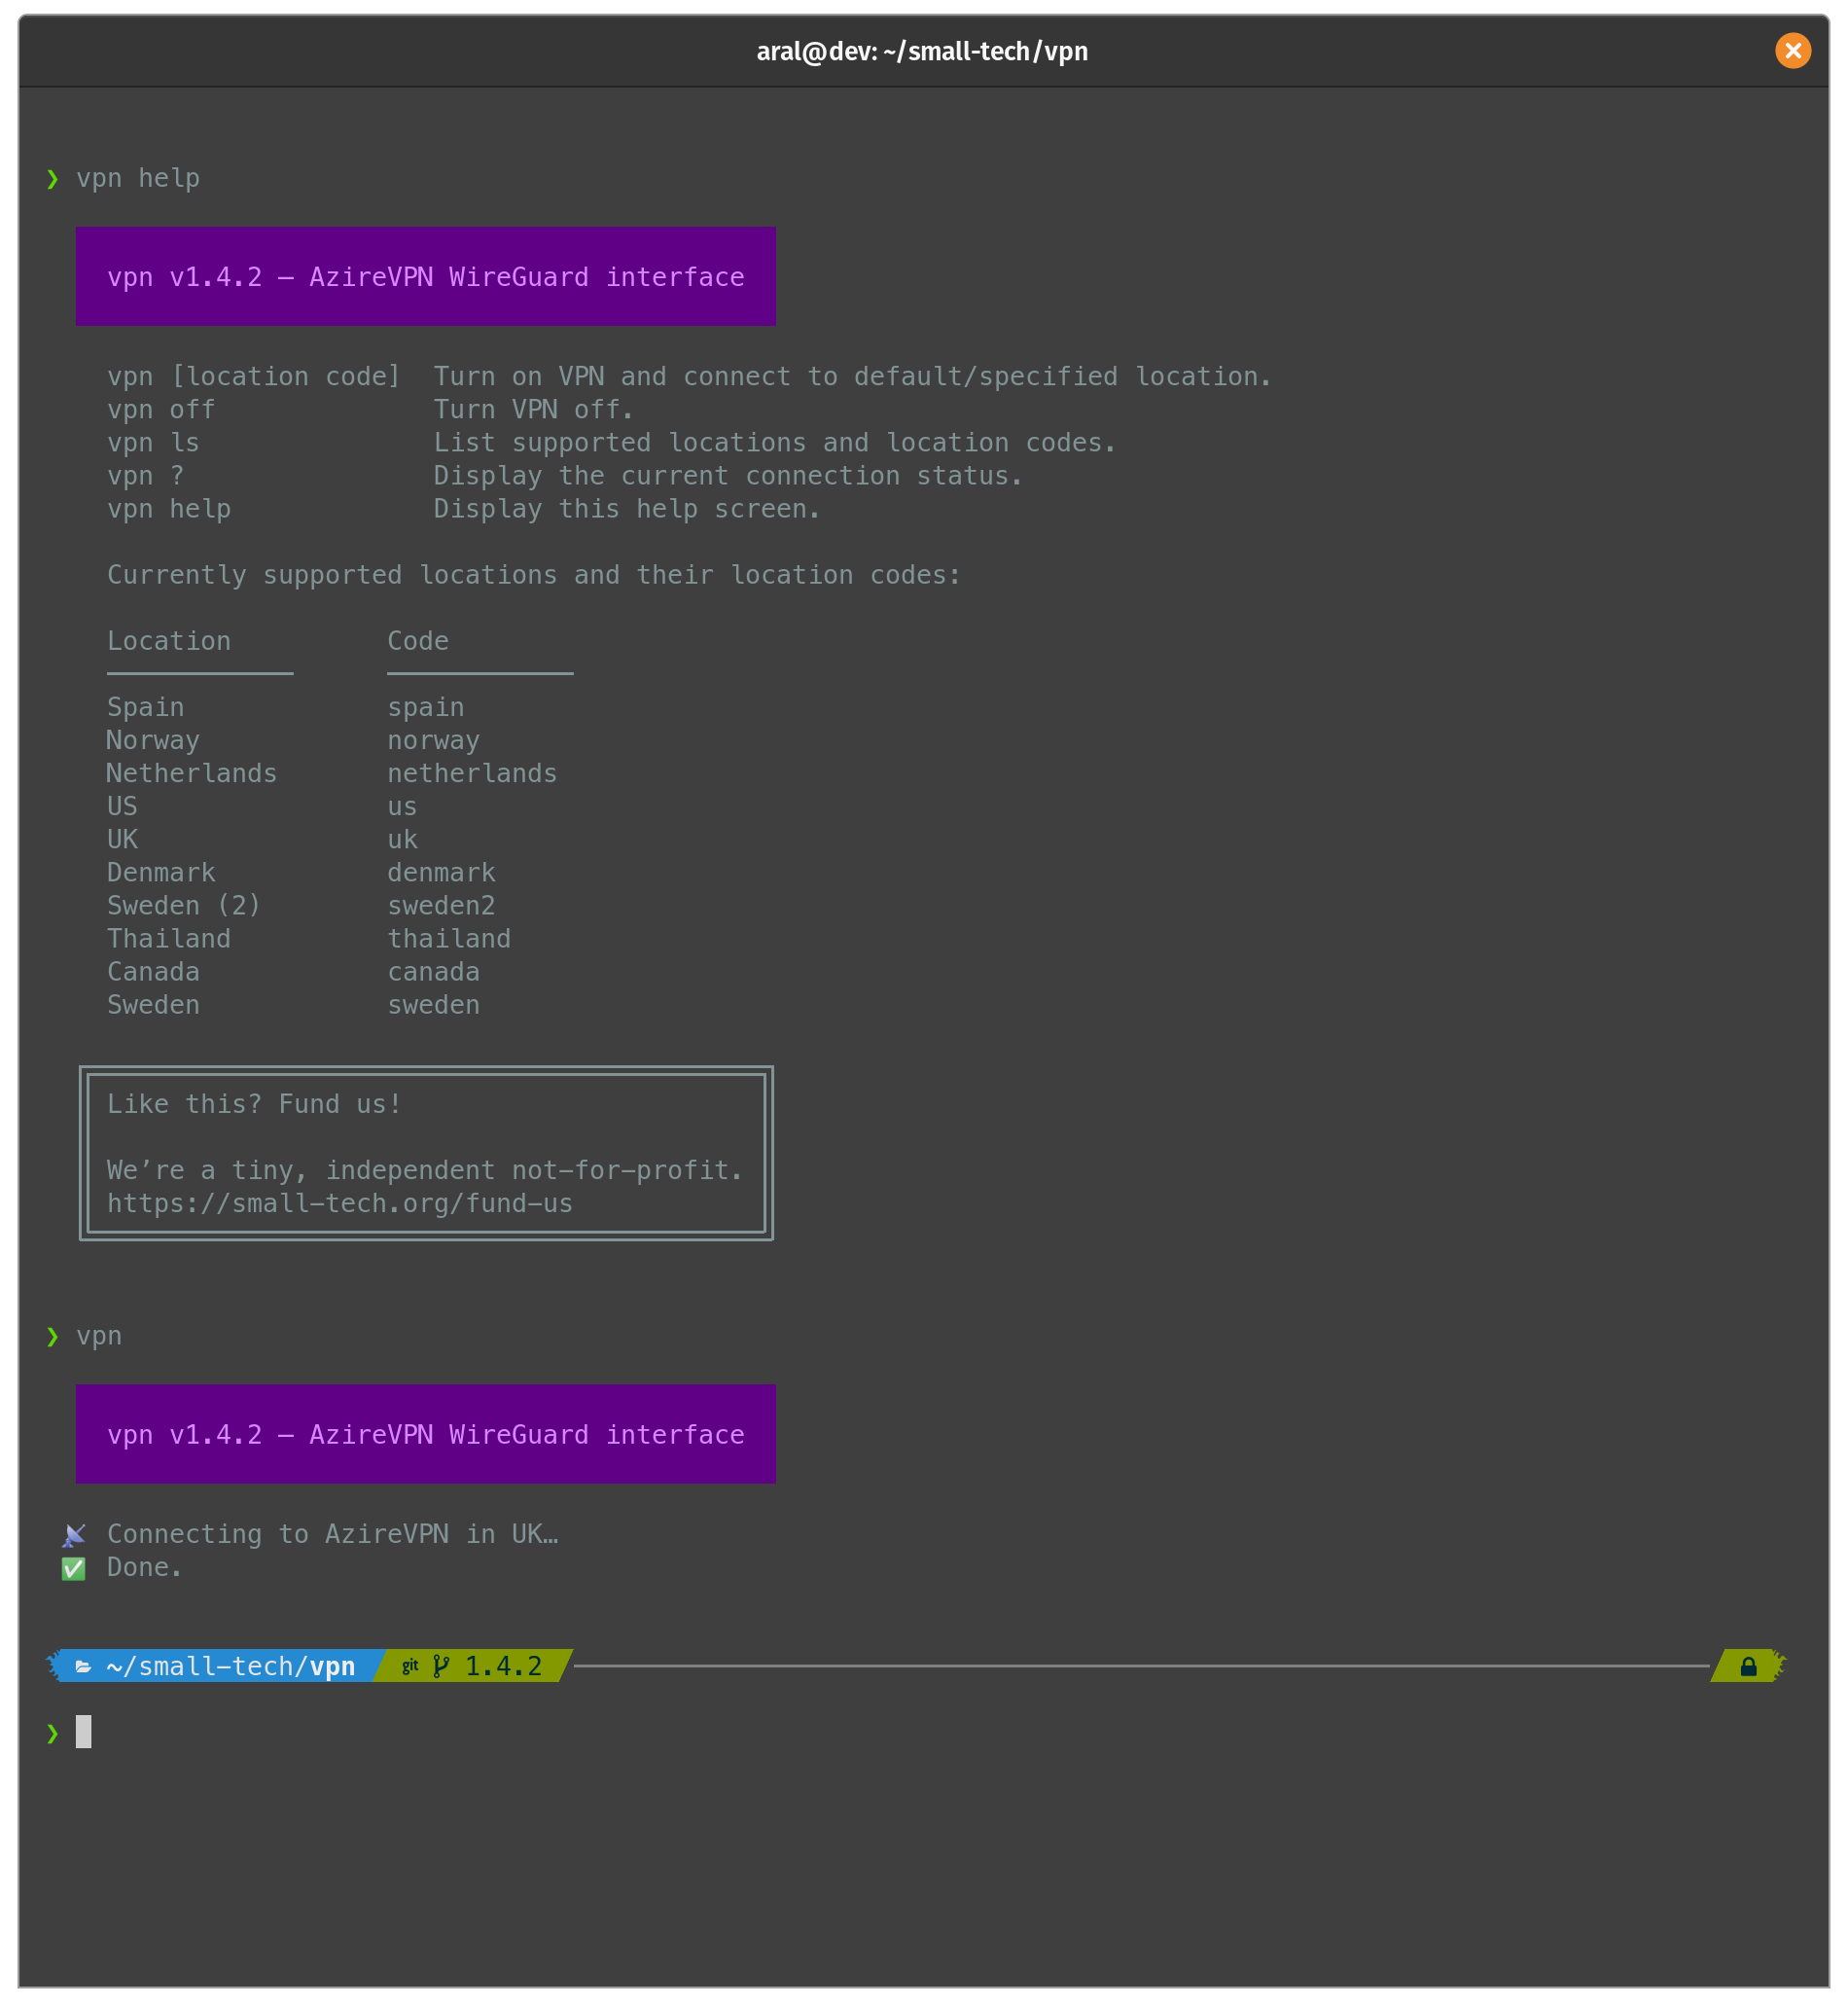 aral@dev: ~/small-tech/vpn
❯ vpn help
vpn v1.4.2 — AzireVPN WireGuard interface
vpn [location code]  Turn on VPN and connect to default/specified location.
vpn off              Turn VPN off.
vpn ls               List supported locations and location codes.
vpn ?                Display the current connection status.
vpn help             Display this help screen.
Currently supported locations and their location codes:
Location          Code
Spain             spain
Norway            norway
Netherlands       netherlands
US                us
UK                uk
Denmark           denmark
Sweden (2)        sweden2
Thailand          thailand
Canada            canada
Sweden            sweden
Like this? Fund us!
We’re a tiny, independent not-for-profit.
https://small-tech.org/fund-us
❯ vpn
vpn v1.4.2 — AzireVPN WireGuard interface
📡 Connecting to AzireVPN in UK…
✅ Done.
~/small-tech/vpn git 1.4.2
❯